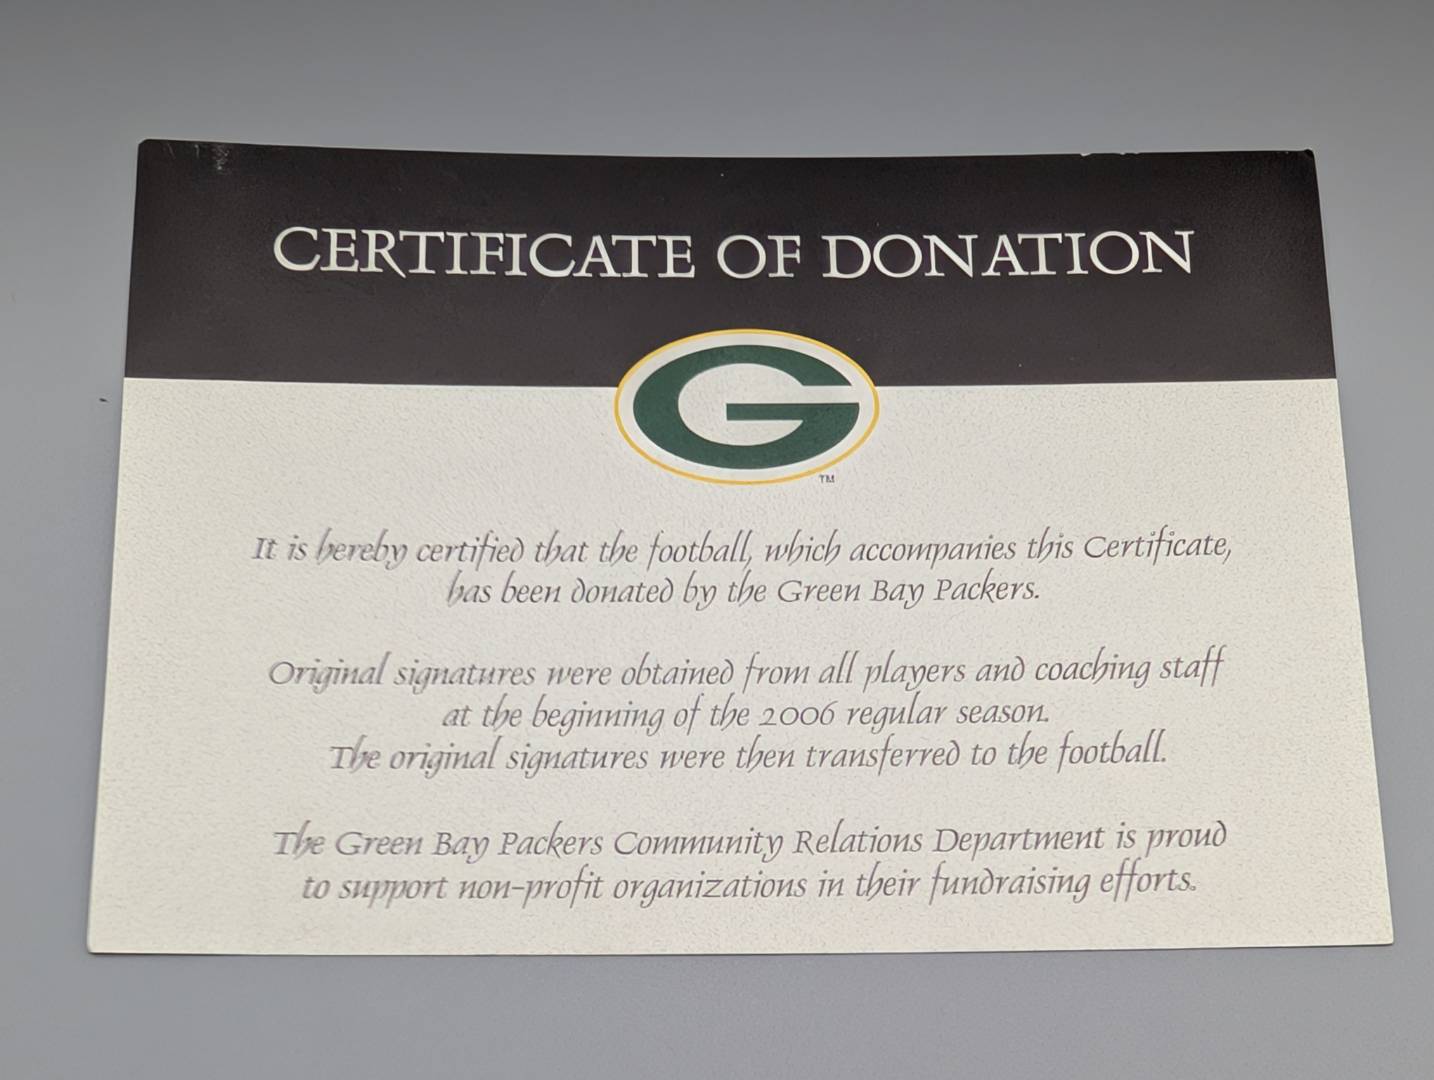 CERTIFICATE OF DONATION
G
TM
It is hereby certified that the football, which accompanies this Certificate,
has been donated by the Green Bay Packers.
Original signatures were obtained from all players and coaching staff
at the beginning of the 2006 regular season.
The original signatures were then transferred to the football.
The Green Bay Packers Community Relations Department is proud
to support non-profit organizations in their fundraising efforts.